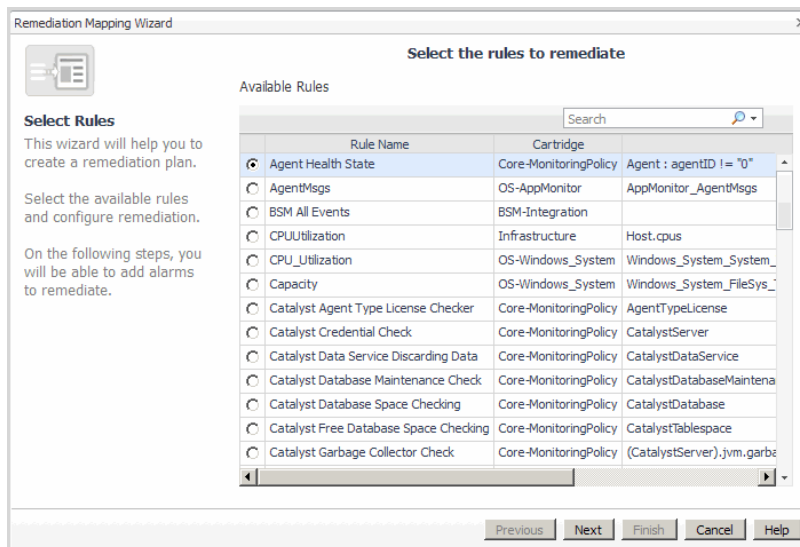 Remediation Mapping Wizard
Select the rules to remediate
Available Rules
Select Rules
This wizard will help you to
create a remediation plan.
Select the available rules
and configure remediation.
On the following steps, you
will be able to add alarms
to remediate.
Search
Rule Name Cartridge
Agent Health State Core-MonitoringPolicy Agent : agentID != "0"
AgentMsgs OS-AppMonitor AppMonitor_AgentMsgs
BSM All Events BSM-Integration
CPUUtilization Infrastructure Host.cpus
CPU_Utilization OS-Windows_System Windows_System_System_
Capacity OS-Windows_System Windows_System_FileSys_
Catalyst Agent Type License Checker Core-MonitoringPolicy AgentTypeLicense
Catalyst Credential Check Core-MonitoringPolicy CatalystServer
Catalyst Data Service Discarding Data Core-MonitoringPolicy CatalystDataService
Catalyst Database Maintenance Check Core-MonitoringPolicy CatalystDatabaseMaintena
Catalyst Database Space Checking Core-MonitoringPolicy CatalystDatabase
Catalyst Free Database Space Checking Core-MonitoringPolicy CatalystTablespace
Catalyst Garbage Collector Check Core-MonitoringPolicy (CatalystServer).jvm.garba
Previous Next Finish Cancel Help